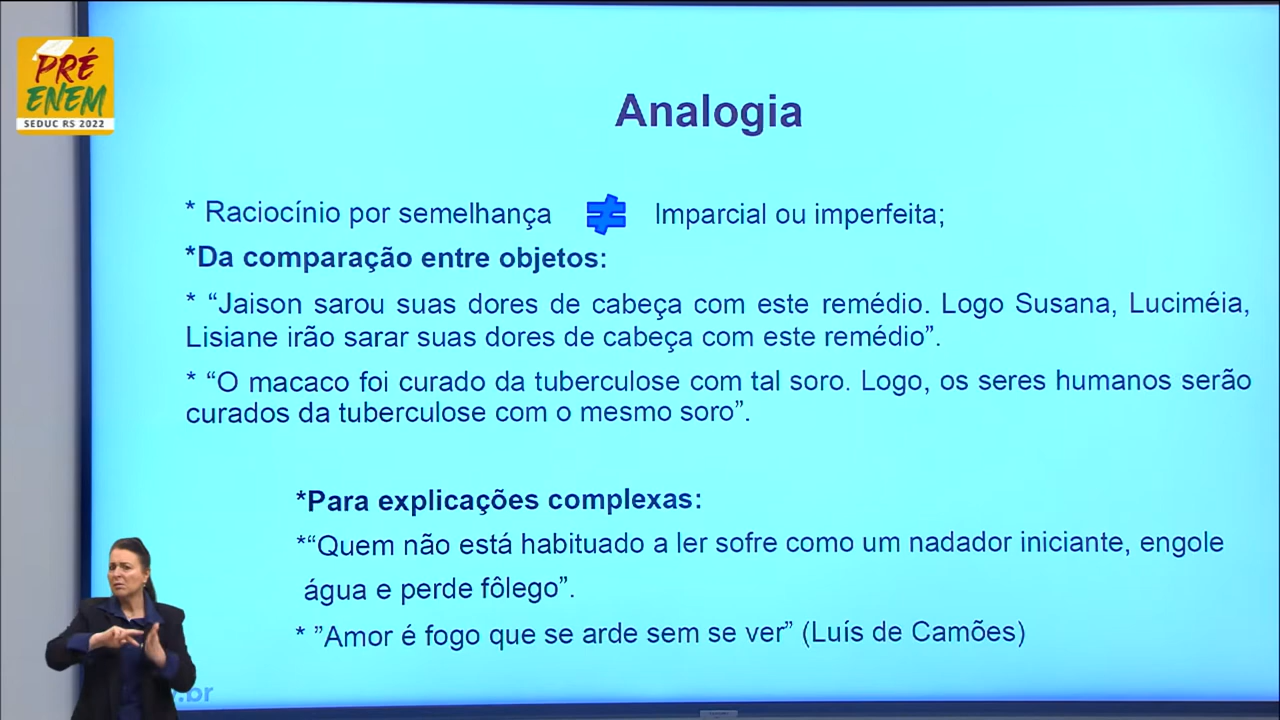 PRÉ
ENEM
SEDUC RS 2022
Analogia
* Raciocínio por semelhança ≠ Imparcial ou imperfeita;
*Da comparação entre objetos:
* “Jaison sarou suas dores de cabeça com este remédio. Logo Susana, Luciméia,
Lisiane irão sarar suas dores de cabeça com este remédio”.
* “O macaco foi curado da tuberculose com tal soro. Logo, os seres humanos serão
curados da tuberculose com o mesmo soro”.
*Para explicações complexas:
*“Quem não está habituado a ler sofre como um nadador iniciante, engole
água e perde fôlego”.
* ”Amor é fogo que se arde sem se ver” (Luís de Camões)
.br